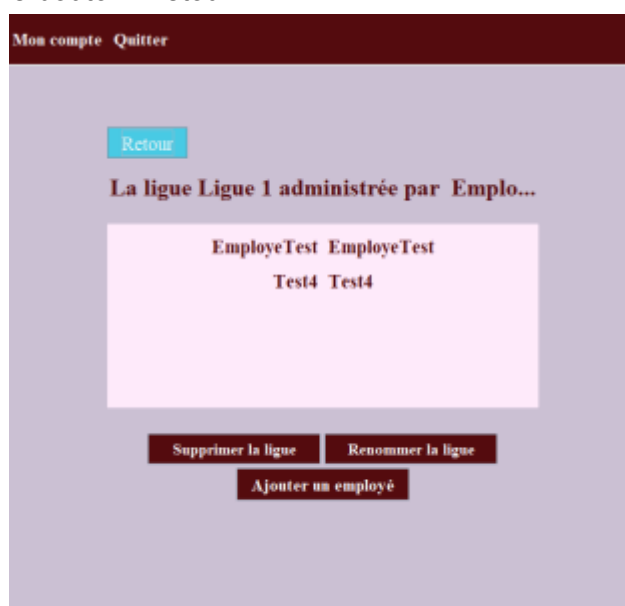 Mon compte Quitter
Retour
La ligue Ligue 1 administrée par Emplo...
EmployeTest EmployeTest
Test4 Test4
Supprimer la ligue Renommer la ligue
Ajouter un employé